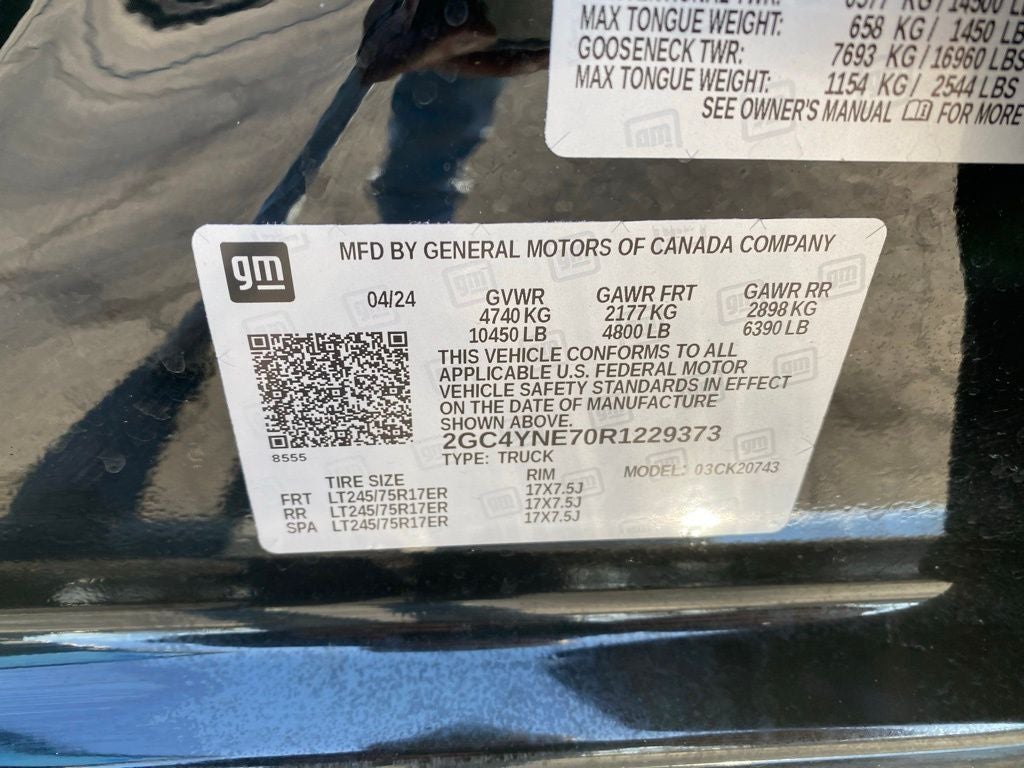 KG/14500 LB
MAX TONGUE WEIGHT: 658 KG/ 1450 LB
GOOSENECK TWR: 7693 KG/16960 LBS
MAX TONGUE WEIGHT: 1154 KG/ 2544 LBS
SEE OWNER'S MANUAL FOR MORE
gm
MFD BY GENERAL MOTORS OF CANADA COMPANY
04/24 GVWR GAWR FRT GAWR RR
4740 KG 2177 KG 2898 KG
10450 LB 4800 LB 6390 LB
THIS VEHICLE CONFORMS TO ALL
APPLICABLE U.S. FEDERAL MOTOR
VEHICLE SAFETY STANDARDS IN EFFECT
ON THE DATE OF MANUFACTURE
SHOWN ABOVE.
2GC4YNE70R1229373
8555 TYPE: TRUCK MODEL: 03CK20743
TIRE SIZE RIM
FRT LT245/75R17ER 17X7.5J
RR LT245/75R17ER 17X7.5J
SPA LT245/75R17ER 17X7.5J